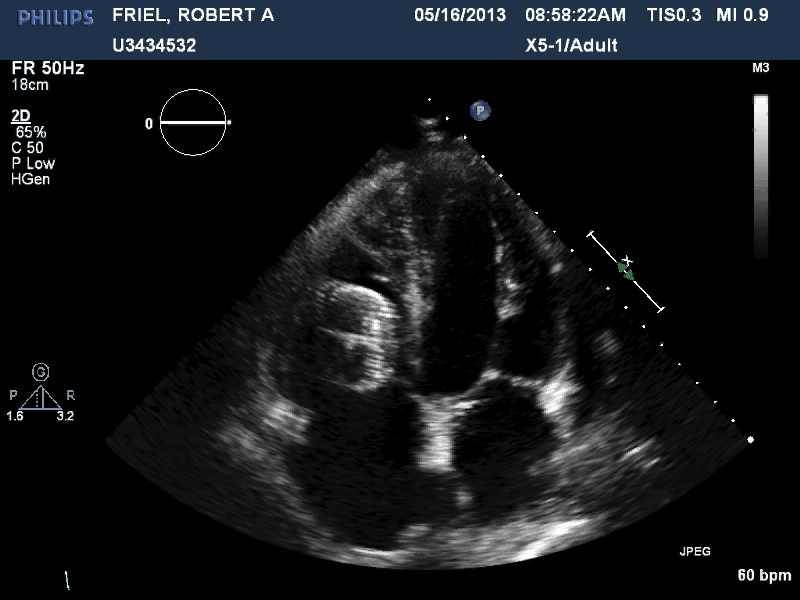 PHILIPS FRIEL, ROBERT A 05/16/2013 08:58:22AM TIS0.3 MI 0.9
U3434532 X5-1/Adult
FR 50Hz
18cm
M3
2D
65%
C 50
P Low
HGen
0
P
X
G
P R
1.6 3.2
JPEG
60 bpm